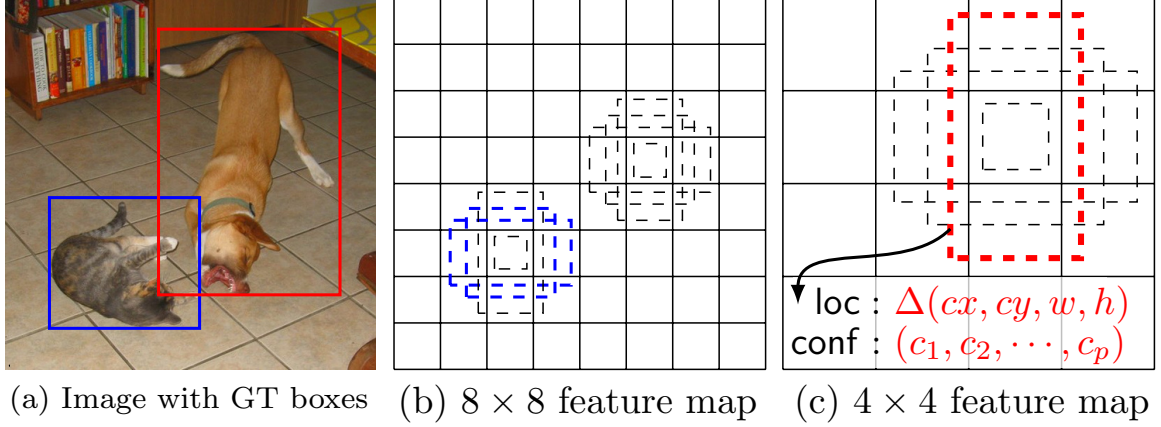 loc : Δ(cx, cy, w, h)
conf : (c₁, c₂, ⋯, cₚ)
(a) Image with GT boxes
(b) 8 × 8 feature map
(c) 4 × 4 feature map